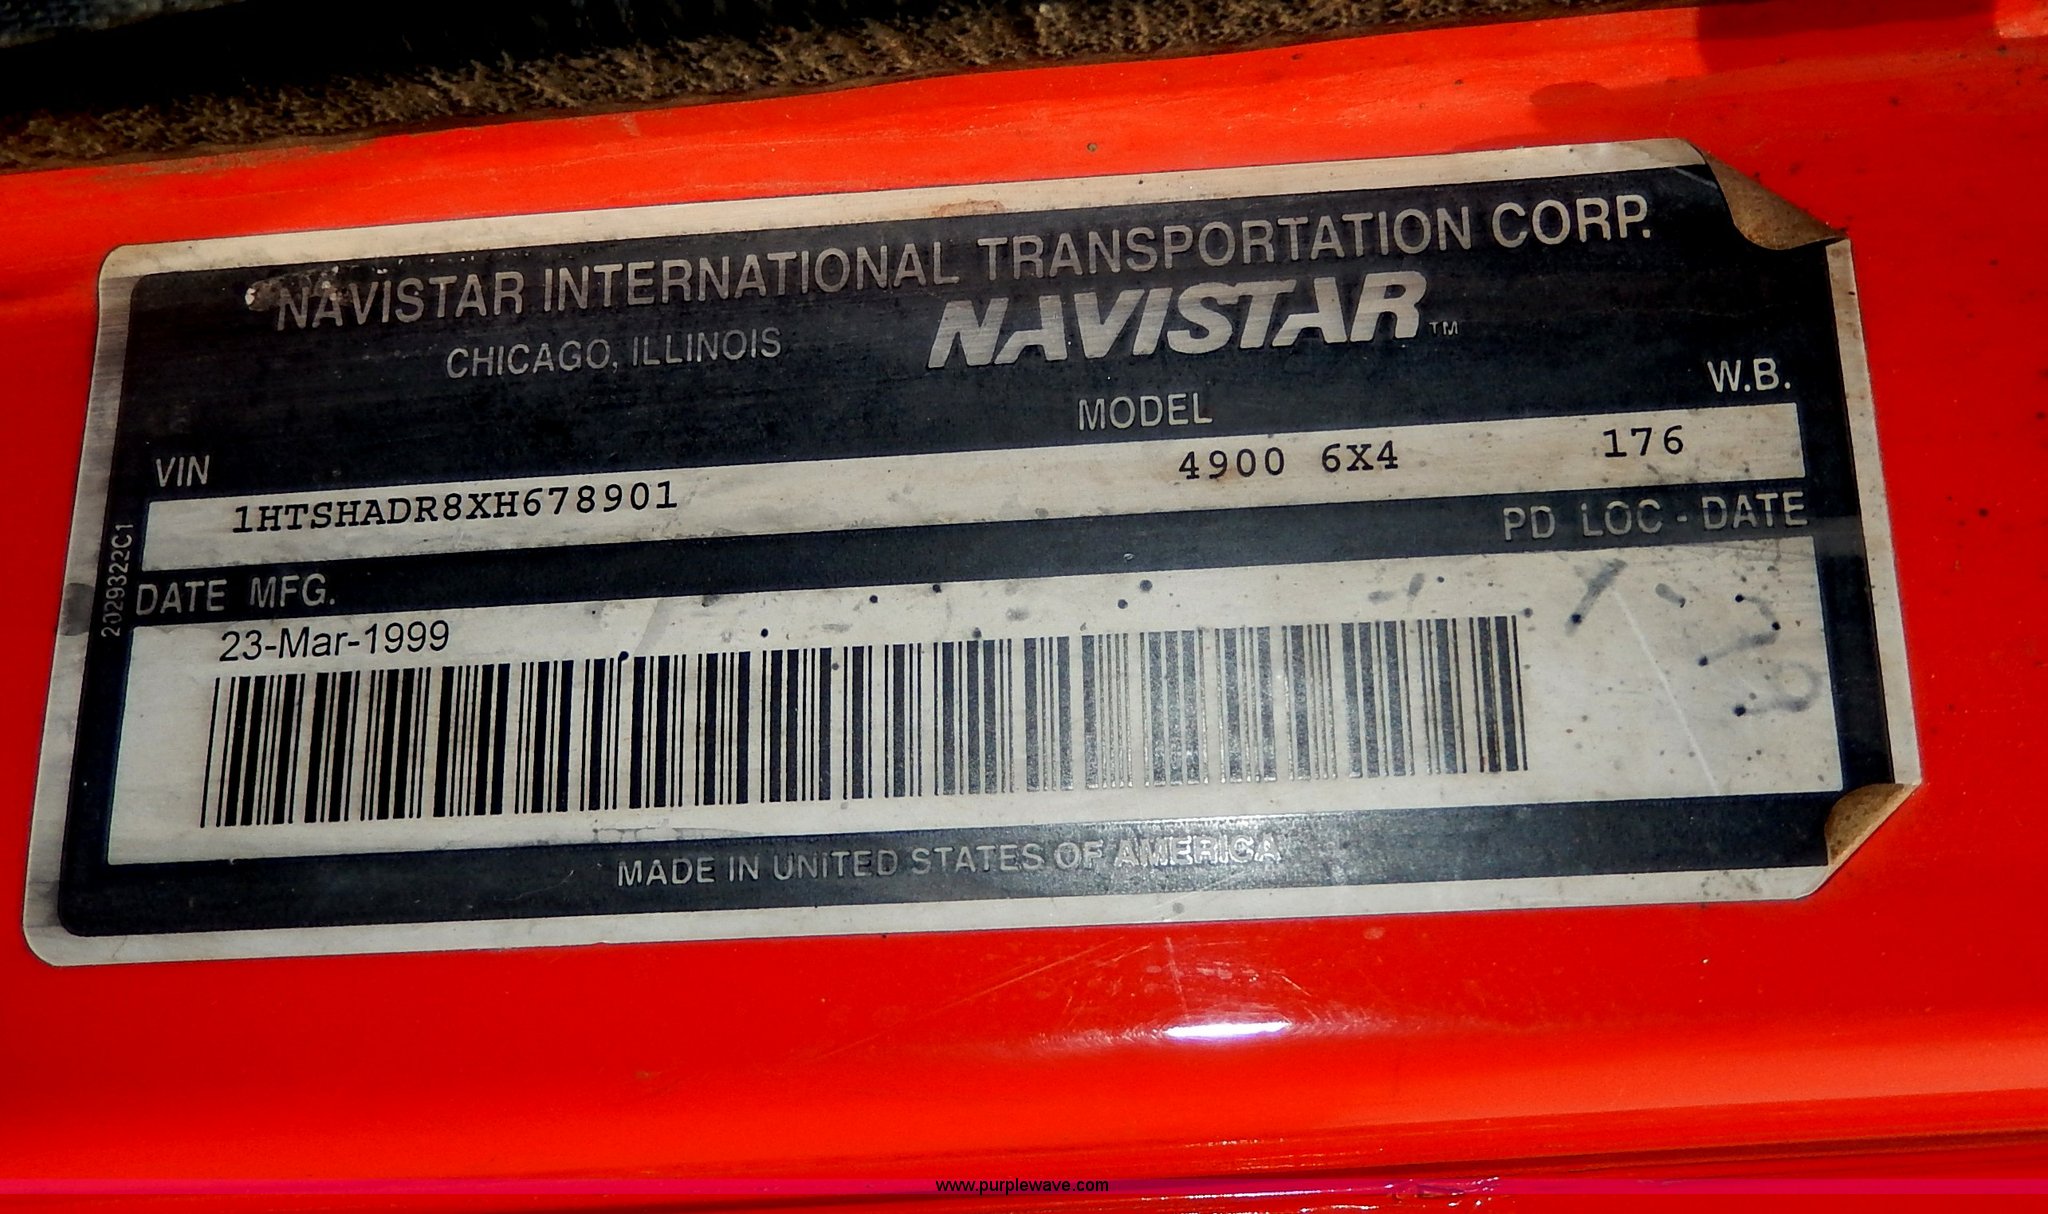 NAVISTAR INTERNATIONAL TRANSPORTATION CORP.
CHICAGO, ILLINOIS
NAVISTAR™
MODEL
W.B.
VIN
1HTSHADR8XH678901
4900 6X4
176
PD LOC - DATE
DATE MFG.
23-Mar-1999
2029322C1
MADE IN UNITED STATES OF AMERICA
www.purplewave.com